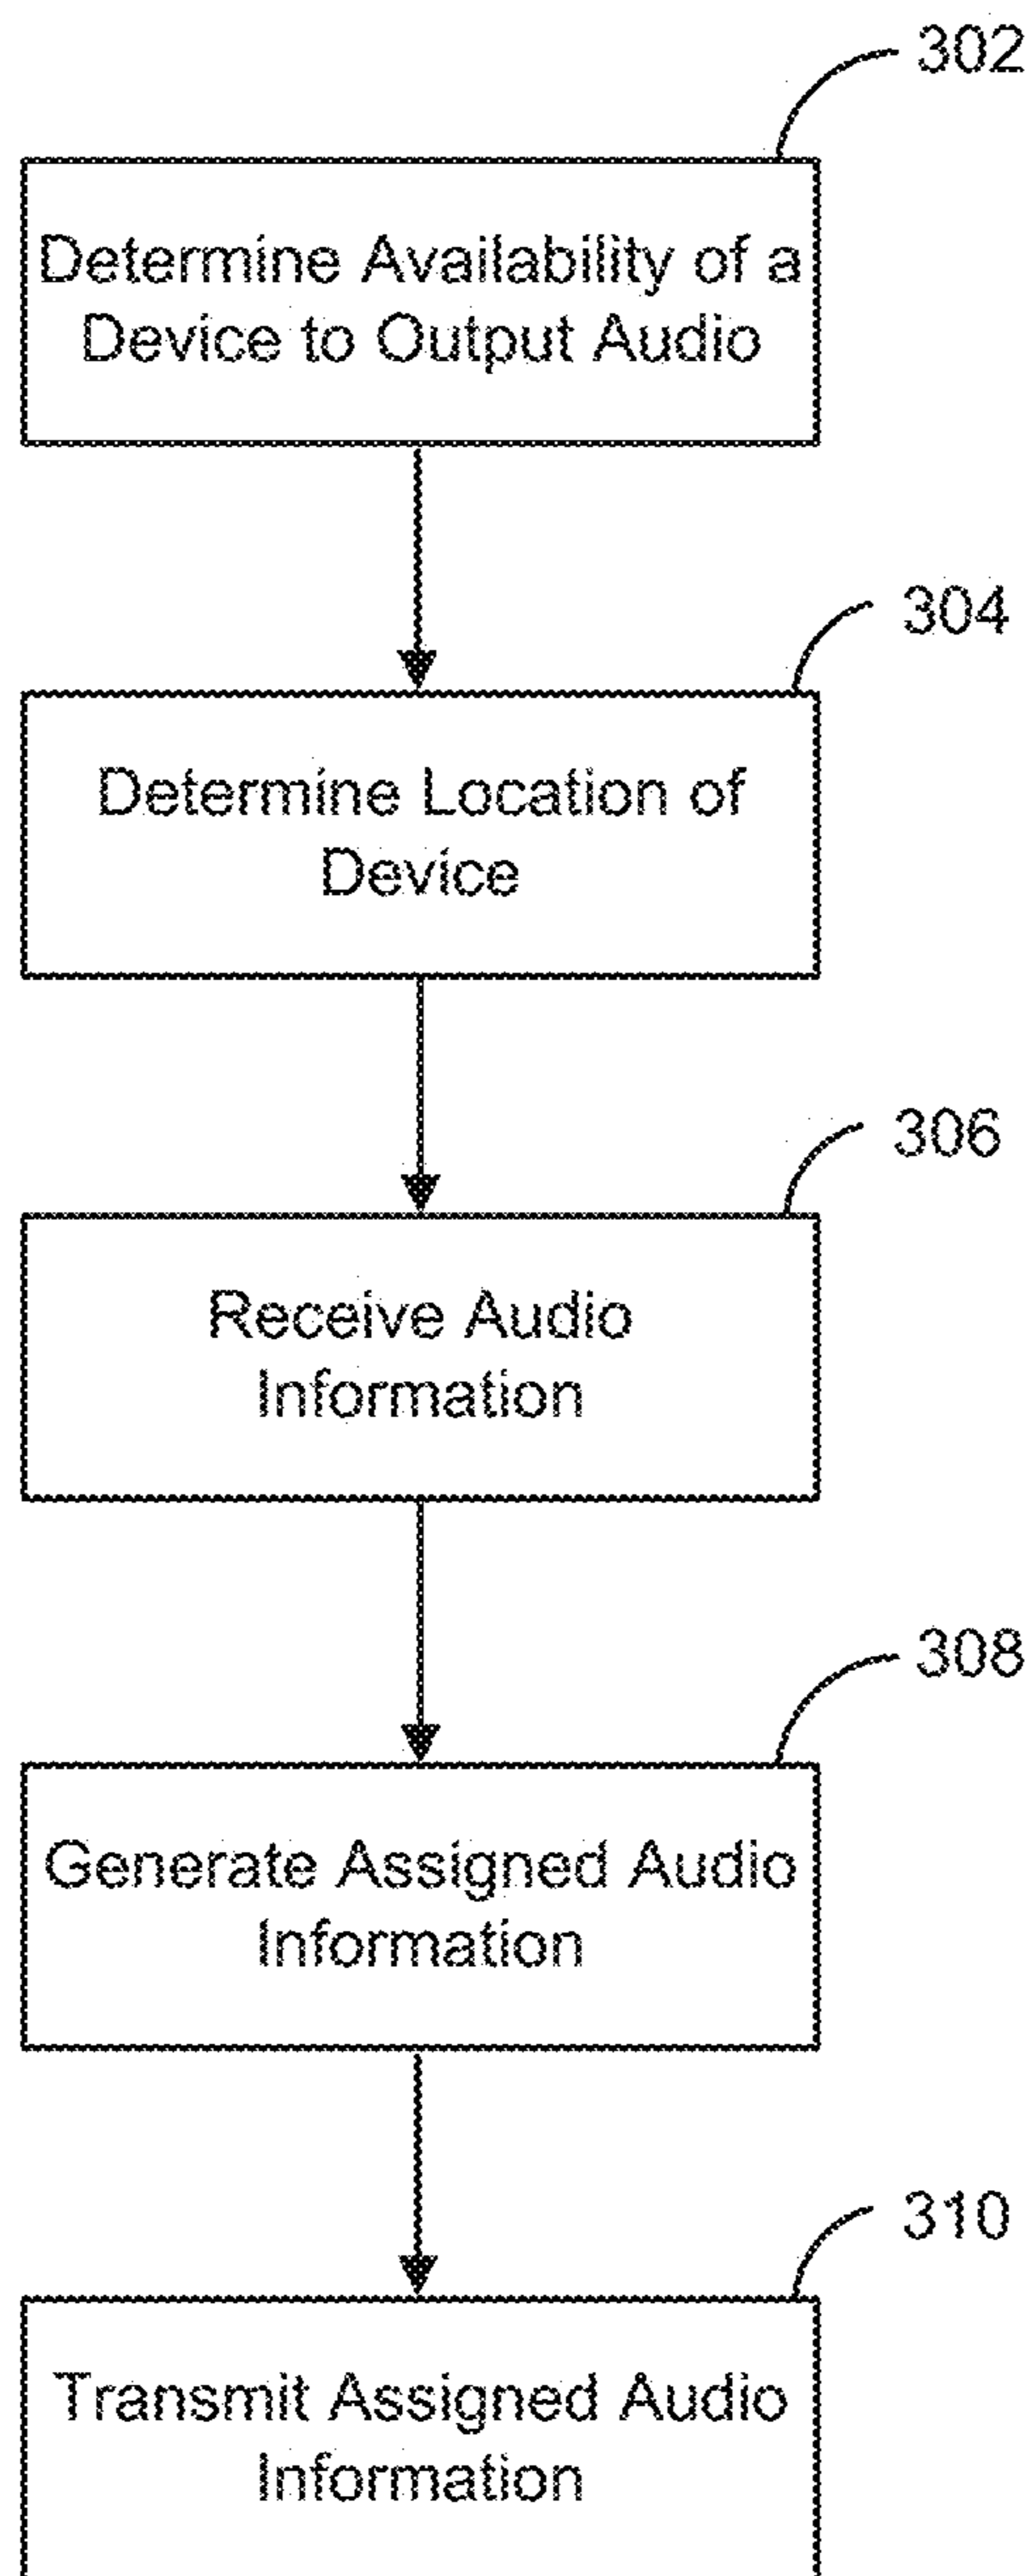 302
Determine Availability of a
Device to Output Audio
304
Determine Location of
Device
306
Receive Audio
Information
308
Generate Assigned Audio
Information
310
Transmit Assigned Audio
Information